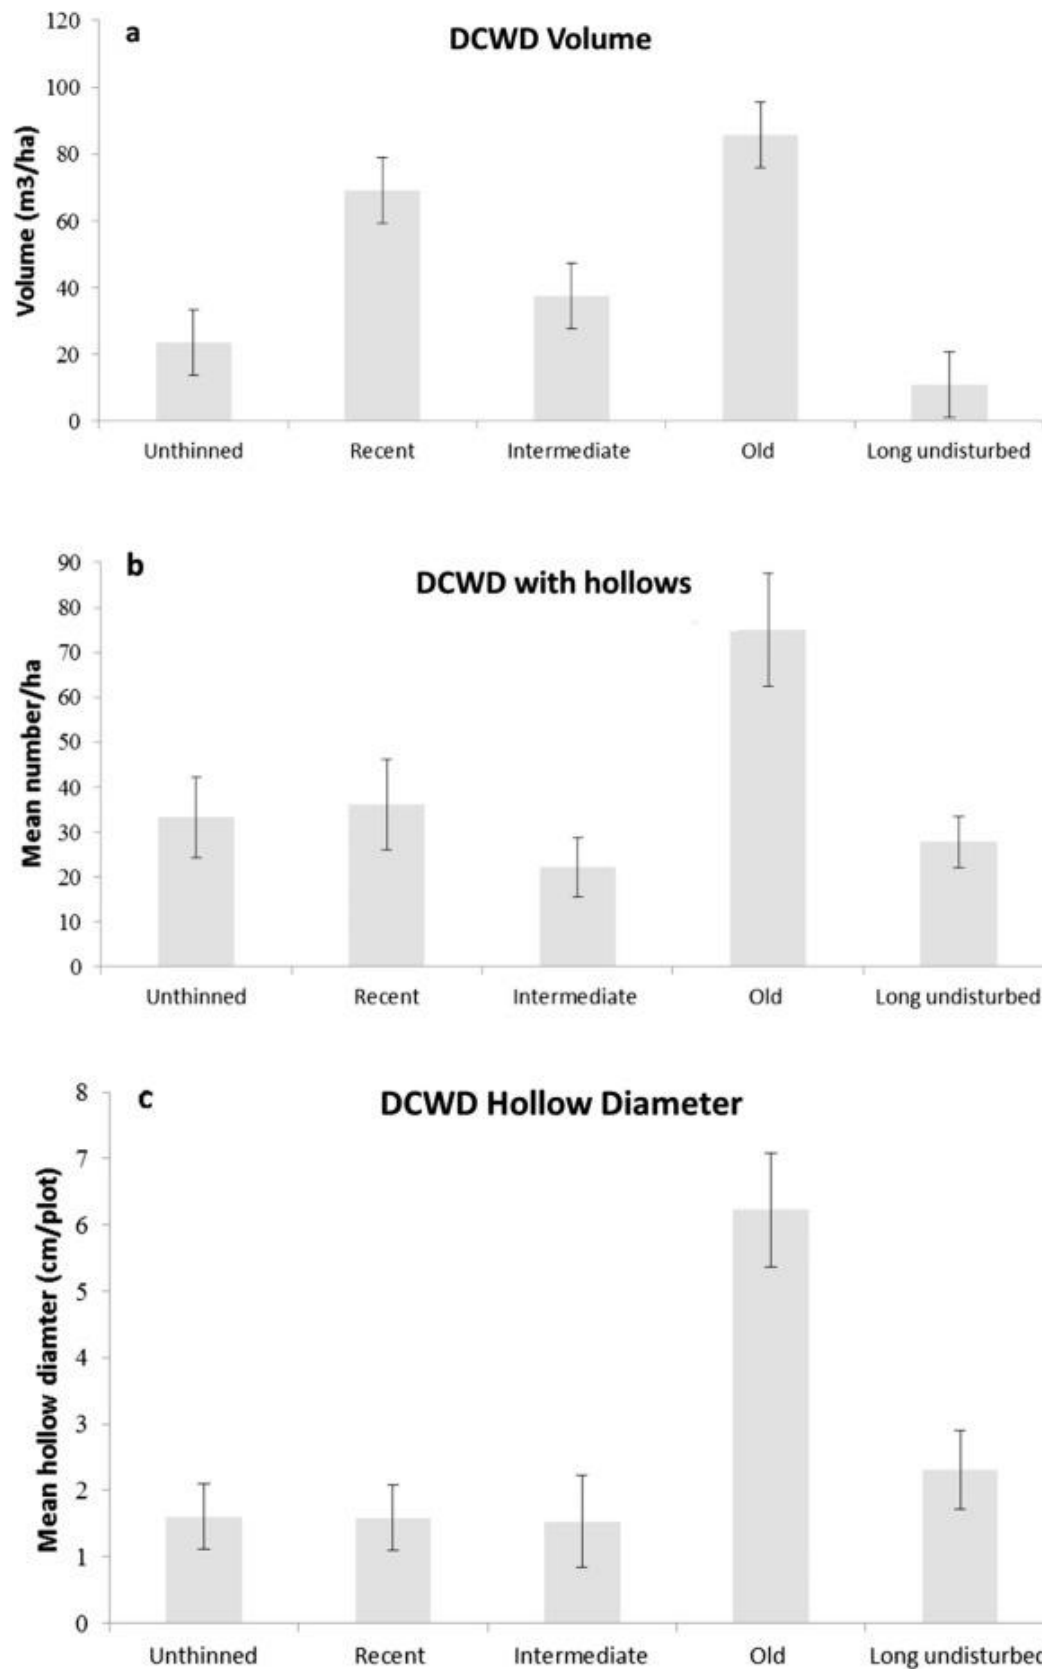 a
DCWD Volume
Volume (m3/ha)
120
100
80
60
40
20
0
Unthinned Recent Intermediate Old Long undisturbed
b
DCWD with hollows
Mean number/ha
90
80
70
60
50
40
30
20
10
0
Unthinned Recent Intermediate Old Long undisturbed
c
DCWD Hollow Diameter
Mean hollow diamter (cm/plot)
8
7
6
5
4
3
2
1
0
Unthinned Recent Intermediate Old Long undisturbed